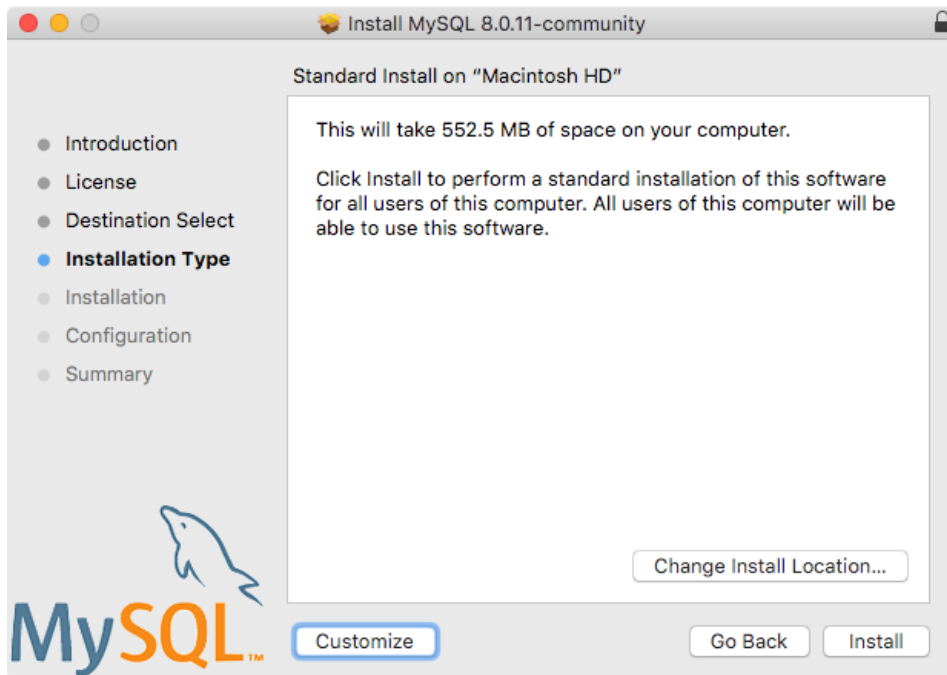 Install MySQL 8.0.11-community
Standard Install on “Macintosh HD”
Introduction
License
Destination Select
Installation Type
Installation
Configuration
Summary
This will take 552.5 MB of space on your computer.
Click Install to perform a standard installation of this software
for all users of this computer. All users of this computer will be
able to use this software.
Change Install Location...
MySQL™
Customize
Go Back
Install